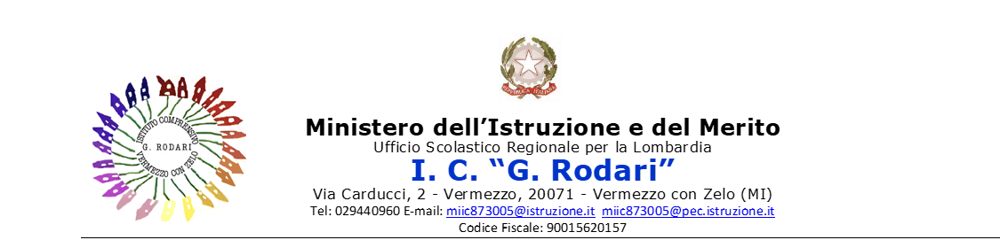 REPUBBLICA ITALIANA
ISTITUTO COMPRENSIVO
G. RODARI
VERMEZZO CON ZELO
Ministero dell’Istruzione e del Merito
Ufficio Scolastico Regionale per la Lombardia
I. C. “G. Rodari”
Via Carducci, 2 - Vermezzo, 20071 - Vermezzo con Zelo (MI)
Tel: 029440960 E-mail: miic873005@istruzione.it miic873005@pec.istruzione.it
Codice Fiscale: 90015620157